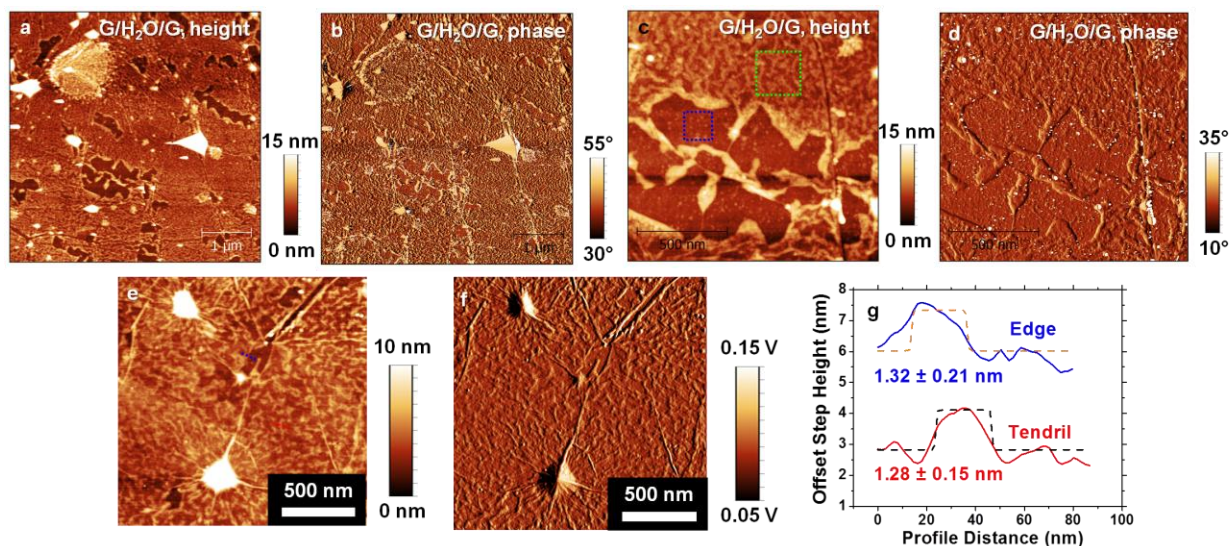 a G/H₂O/G, height
15 nm
0 nm
1 µm
b G/H₂O/G, phase
55°
30°
1 µm
c G/H₂O/G, height
15 nm
0 nm
500 nm
d G/H₂O/G, phase
35°
10°
500 nm
e
10 nm
0 nm
500 nm
f
0.15 V
0.05 V
500 nm
g
Offset Step Height (nm)
8
7
6
5
4
3
2
1
Edge
1.32 ± 0.21 nm
Tendril
1.28 ± 0.15 nm
0 20 40 60 80 100
Profile Distance (nm)